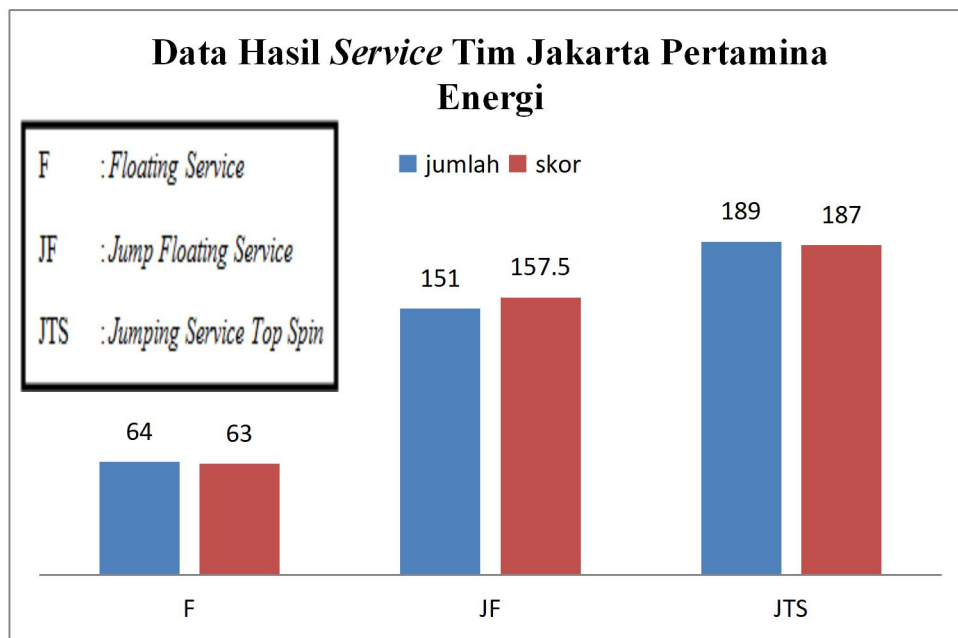 Data Hasil Service Tim Jakarta Pertamina
Energi
F : Floating Service
JF : Jump Floating Service
JTS : Jumping Service Top Spin
jumlah skor
64 63
151 157.5
189 187
F JF JTS